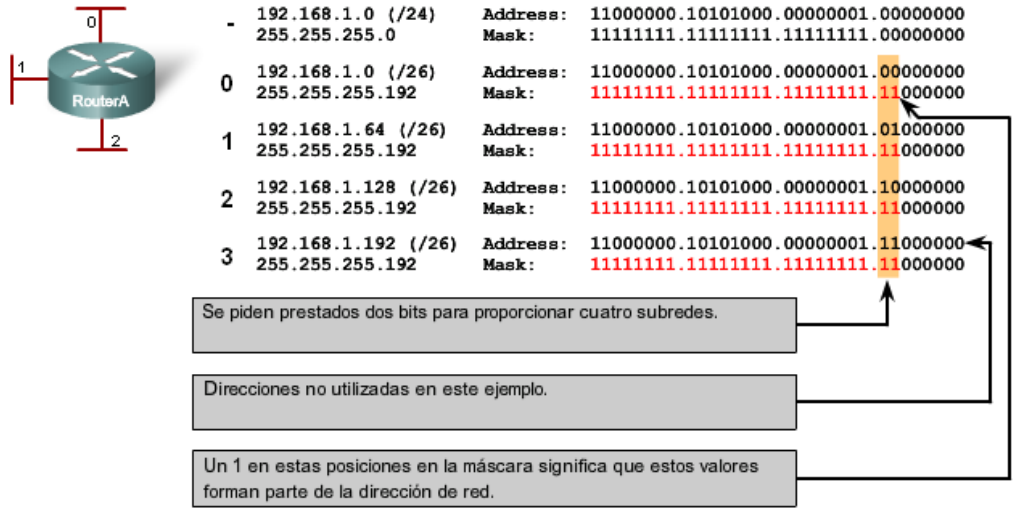 0
1
RouterA
2
- 192.168.1.0 (/24) Address: 11000000.10101000.00000001.00000000
255.255.255.0 Mask: 11111111.11111111.11111111.00000000
0 192.168.1.0 (/26) Address: 11000000.10101000.00000001.00000000
255.255.255.192 Mask: 11111111.11111111.11111111.11000000
1 192.168.1.64 (/26) Address: 11000000.10101000.00000001.01000000
255.255.255.192 Mask: 11111111.11111111.11111111.11000000
2 192.168.1.128 (/26) Address: 11000000.10101000.00000001.10000000
255.255.255.192 Mask: 11111111.11111111.11111111.11000000
3 192.168.1.192 (/26) Address: 11000000.10101000.00000001.11000000
255.255.255.192 Mask: 11111111.11111111.11111111.11000000
Se piden prestados dos bits para proporcionar cuatro subredes.
Direcciones no utilizadas en este ejemplo.
Un 1 en estas posiciones en la máscara significa que estos valores
forman parte de la dirección de red.